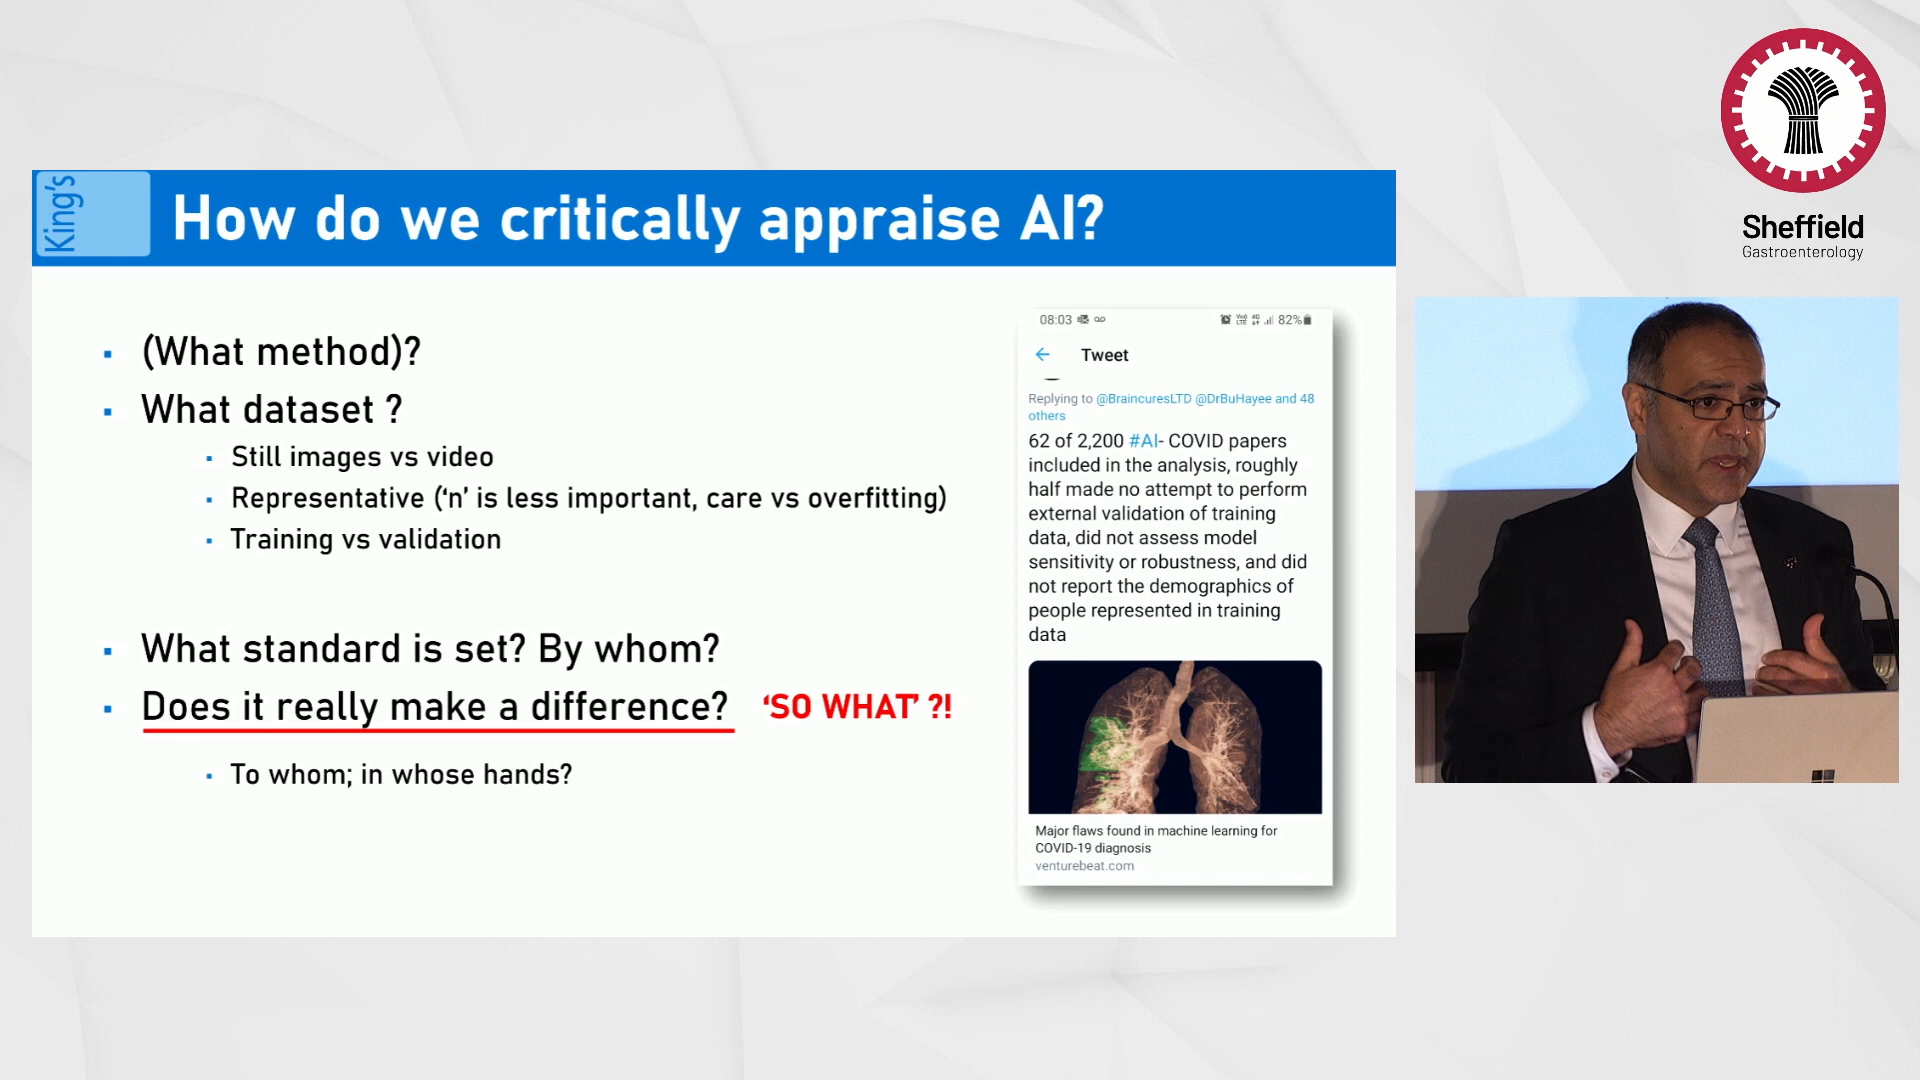 King's
How do we critically appraise AI?
(What method)?
What dataset ?
Still images vs video
Representative (‘n’ is less important, care vs overfitting)
Training vs validation
What standard is set? By whom?
Does it really make a difference? ‘SO WHAT’ ?!
To whom; in whose hands?
08:03 82%
Tweet
Replying to @BraincuresLTD @DrBuHayee and 48
others
62 of 2,200 #AI- COVID papers
included in the analysis, roughly
half made no attempt to perform
external validation of training
data, did not assess model
sensitivity or robustness, and did
not report the demographics of
people represented in training
data
Major flaws found in machine learning for
COVID-19 diagnosis
venturebeat.com
Sheffield
Gastroenterology